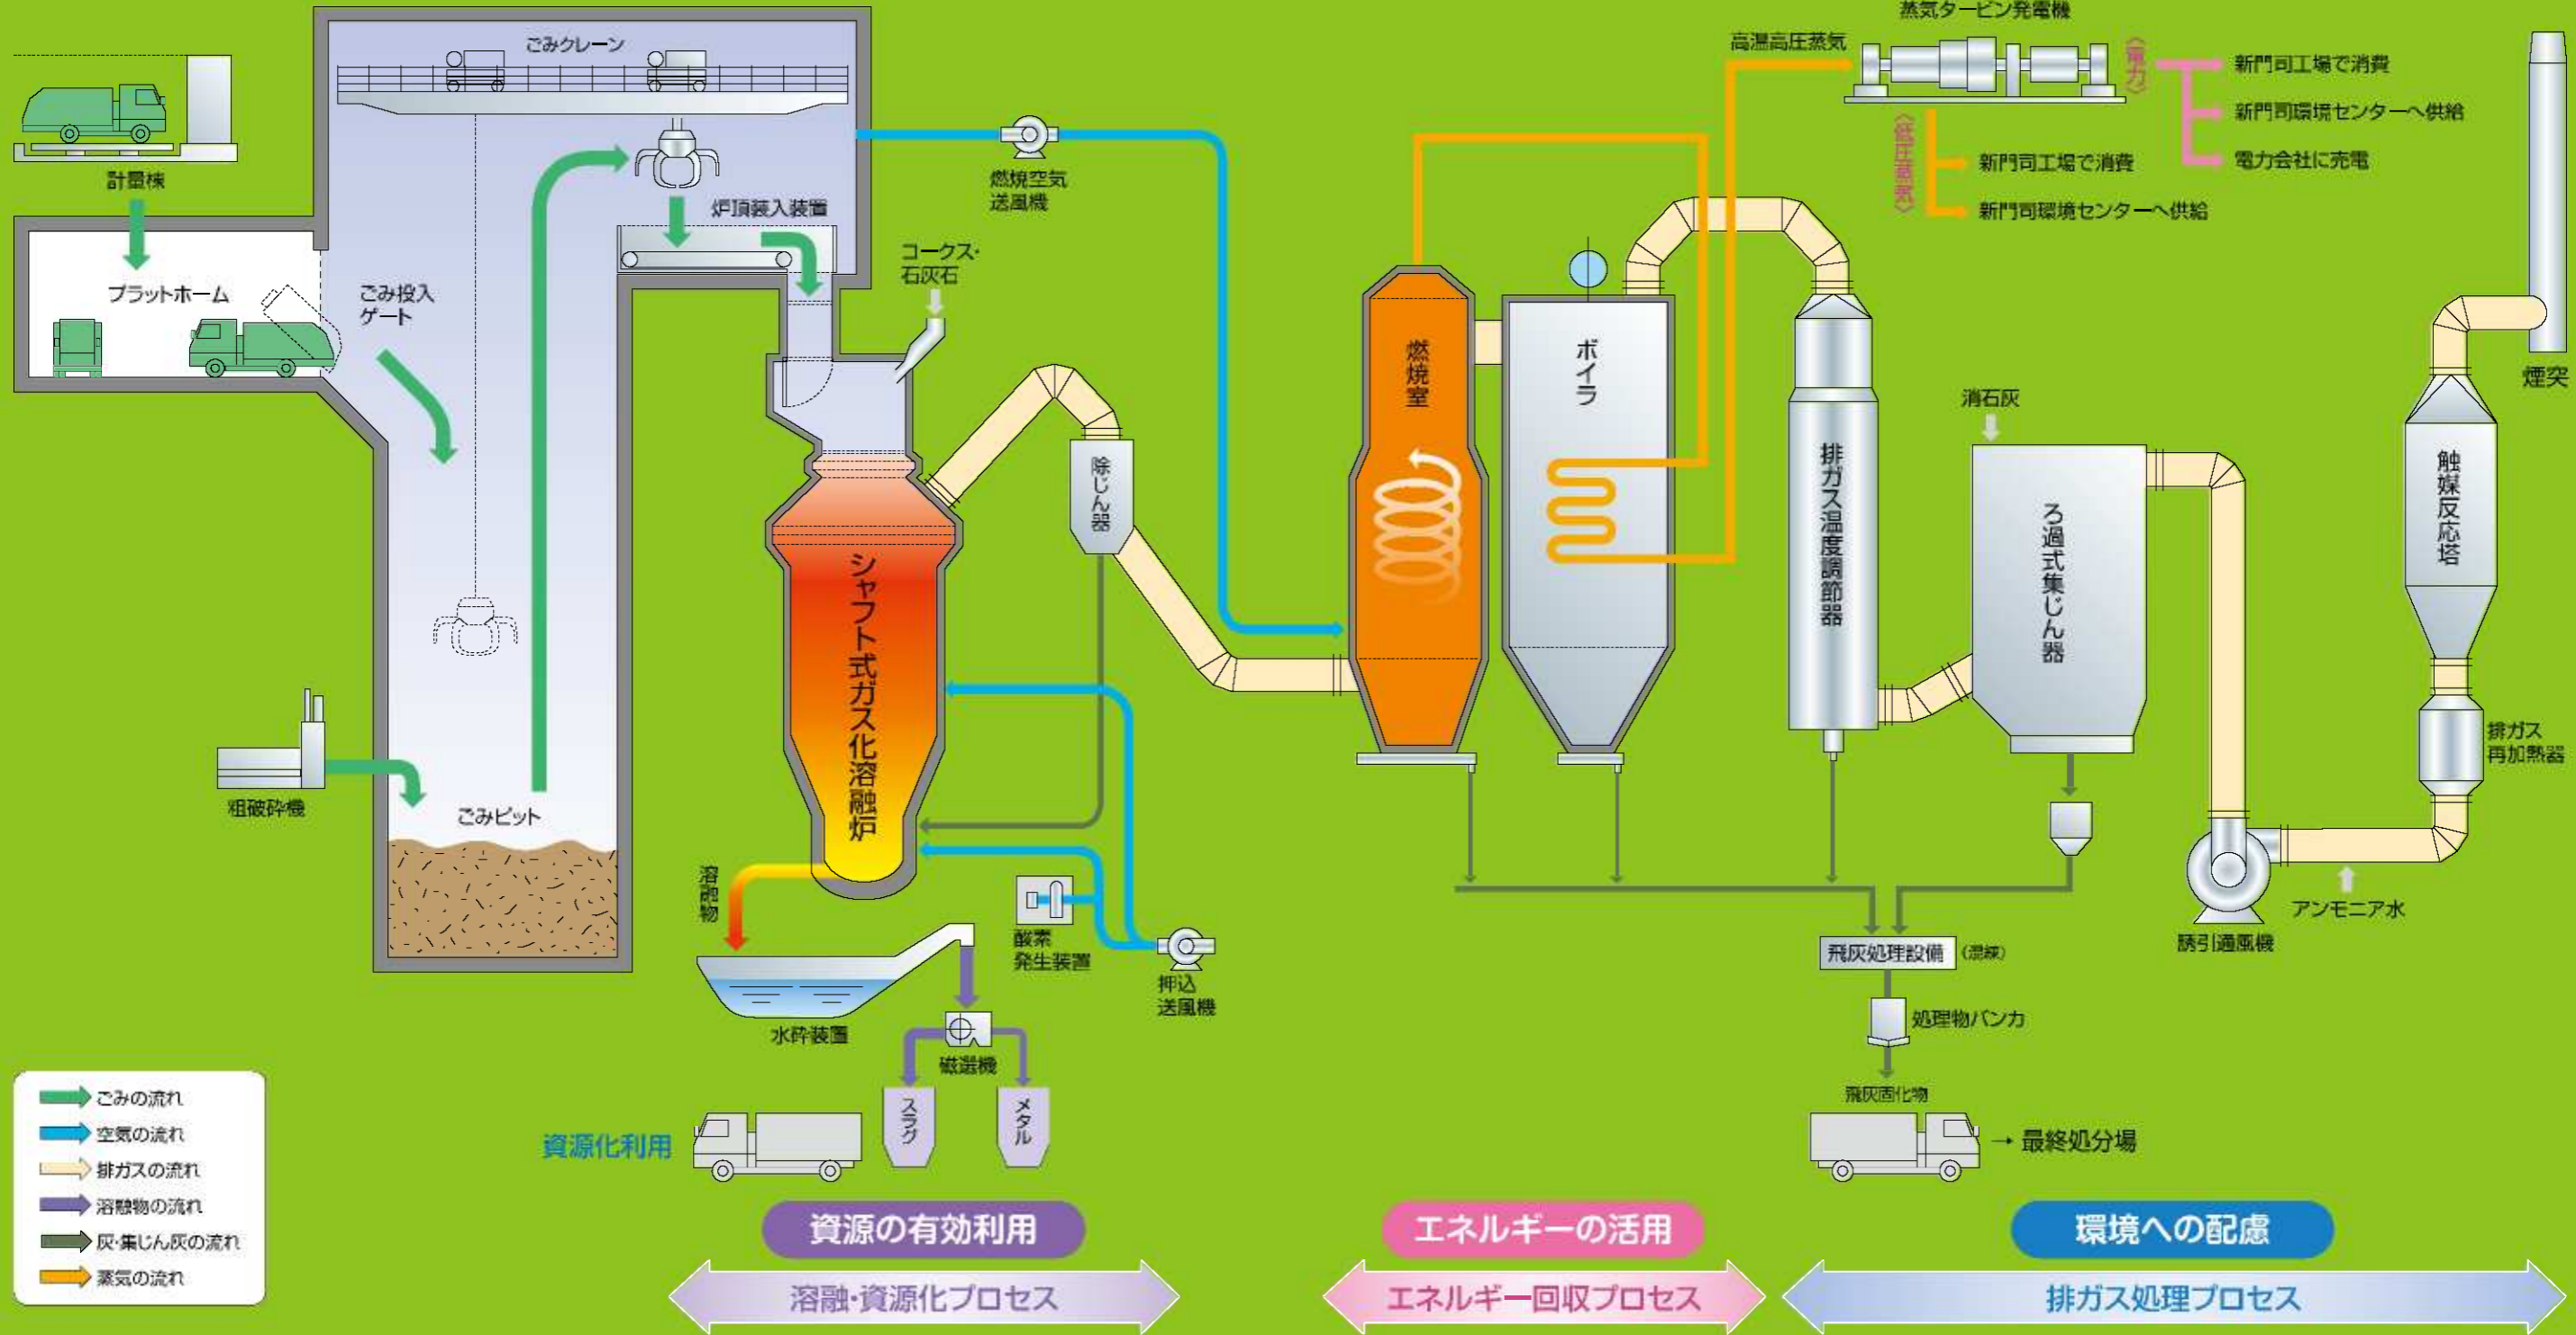 蒸気タービン発電機
ごみクレーン
高温高圧蒸気
〈電力〉
新門司工場で消費
新門司環境センターへ供給
電力会社に売電
〈低圧蒸気〉
新門司工場で消費
新門司環境センターへ供給
計量棟
燃焼空気
送風機
炉頂装入装置
コークス・
石灰石
プラットホーム
ごみ投入
ゲート
燃焼室
ボイラ
煙突
消石灰
除じん器
排ガス温度調節器
ろ過式集じん器
触媒反応塔
シャフト式ガス化溶融炉
排ガス
再加熱器
粗破砕機
ごみピット
溶融物
酸素
発生装置
押込
送風機
アンモニア水
誘引通風機
飛灰処理設備
(混練)
水砕装置
処理物バンカ
磁選機
飛灰固化物
スラグ
メタル
資源化利用
→ 最終処分場
ごみの流れ
空気の流れ
排ガスの流れ
溶融物の流れ
灰・集じん灰の流れ
蒸気の流れ
資源の有効利用
エネルギーの活用
環境への配慮
溶融・資源化プロセス
エネルギー回収プロセス
排ガス処理プロセス